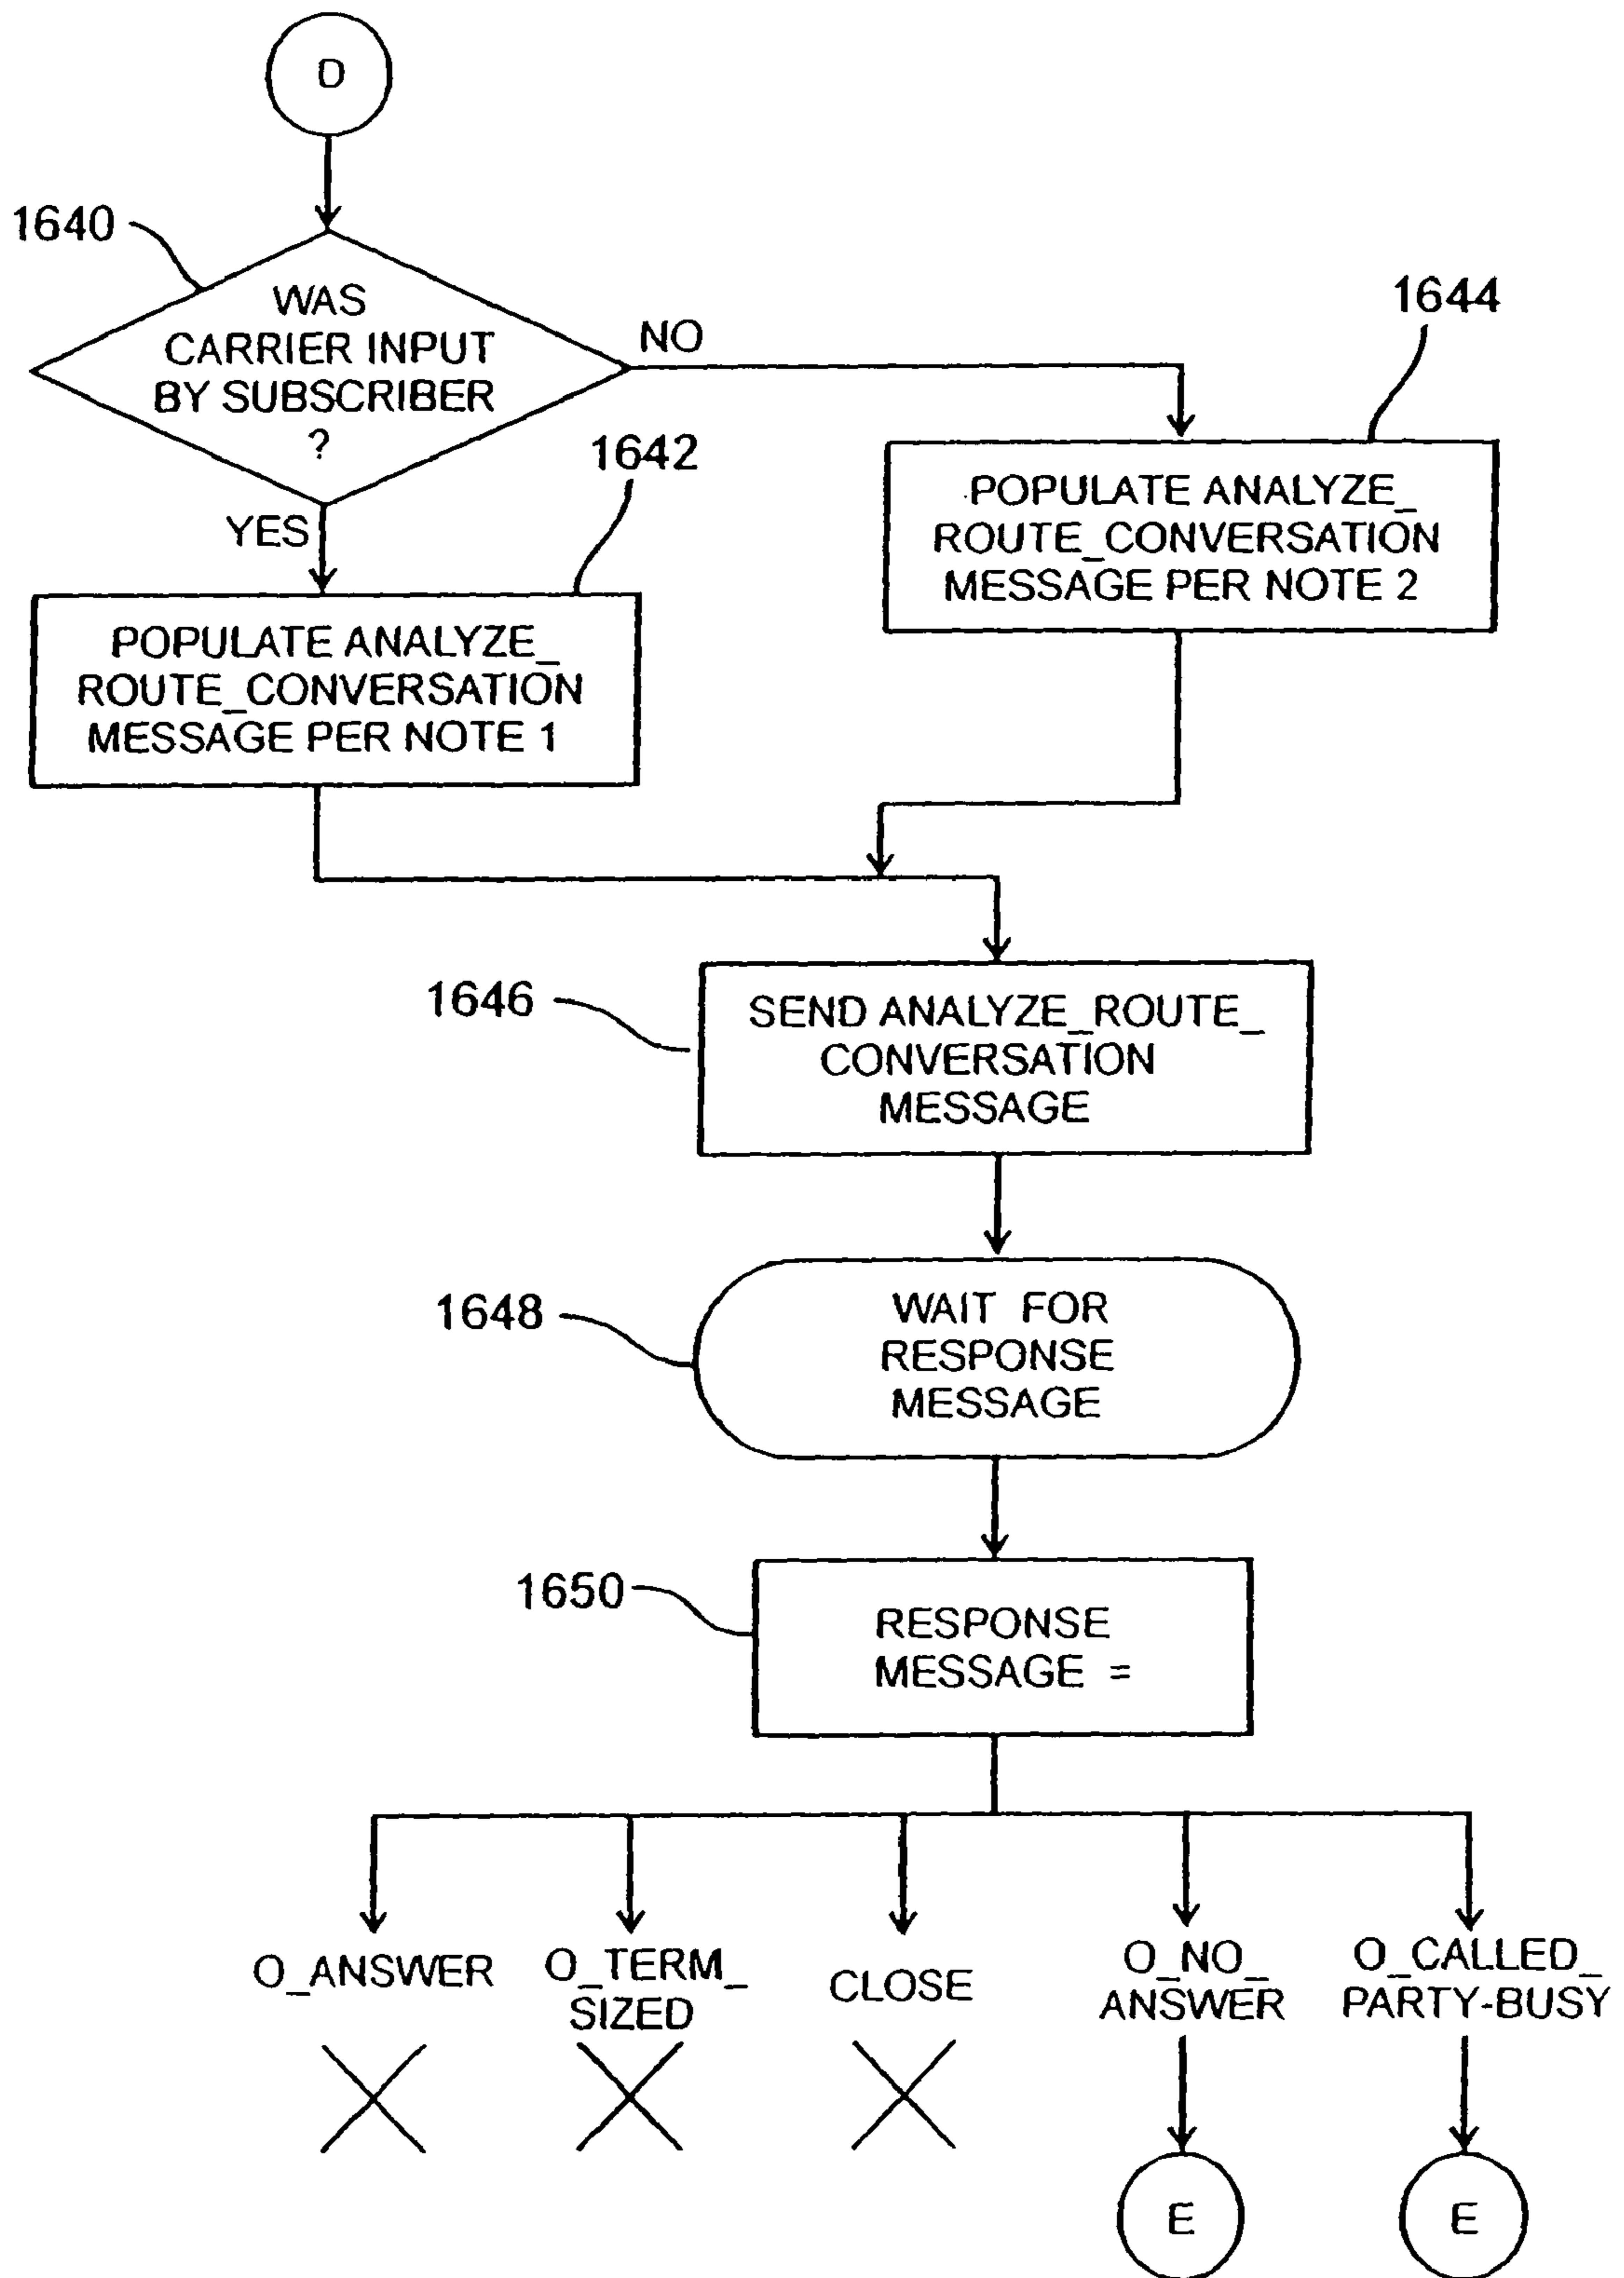 O
1640
WAS
CARRIER INPUT
BY SUBSCRIBER
?
NO
YES
1644
POPULATE ANALYZE_
ROUTE_CONVERSATION
MESSAGE PER NOTE 2
1642
POPULATE ANALYZE_
ROUTE_CONVERSATION
MESSAGE PER NOTE 1
1646
SEND ANALYZE_ROUTE_
CONVERSATION
MESSAGE
1648
WAIT FOR
RESPONSE
MESSAGE
1650
RESPONSE
MESSAGE =
O_ANSWER
O_TERM_
SIZED
CLOSE
O_NO_
ANSWER
O_CALLED_
PARTY-BUSY
E
E